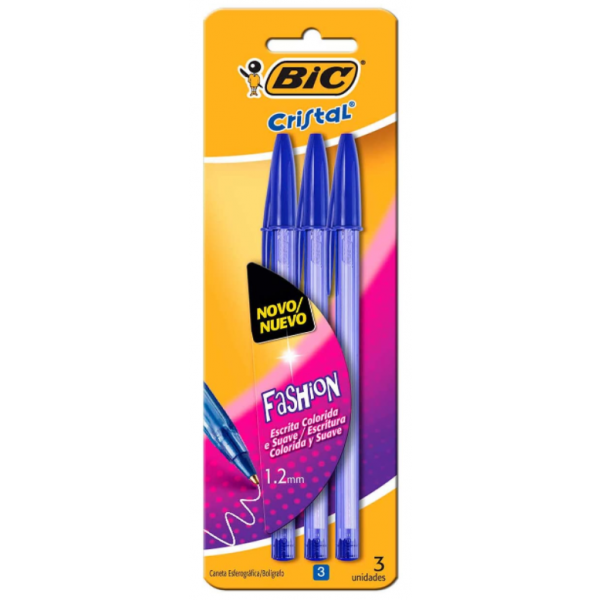 BiC®
Cristal®
NOVO/
NUEVO
FASHION
Escrita Colorida
e Suave/Escritura
Colorida y Suave
1.2mm
Caneta Esferográfica/Bolígrafo
3
3
unidades